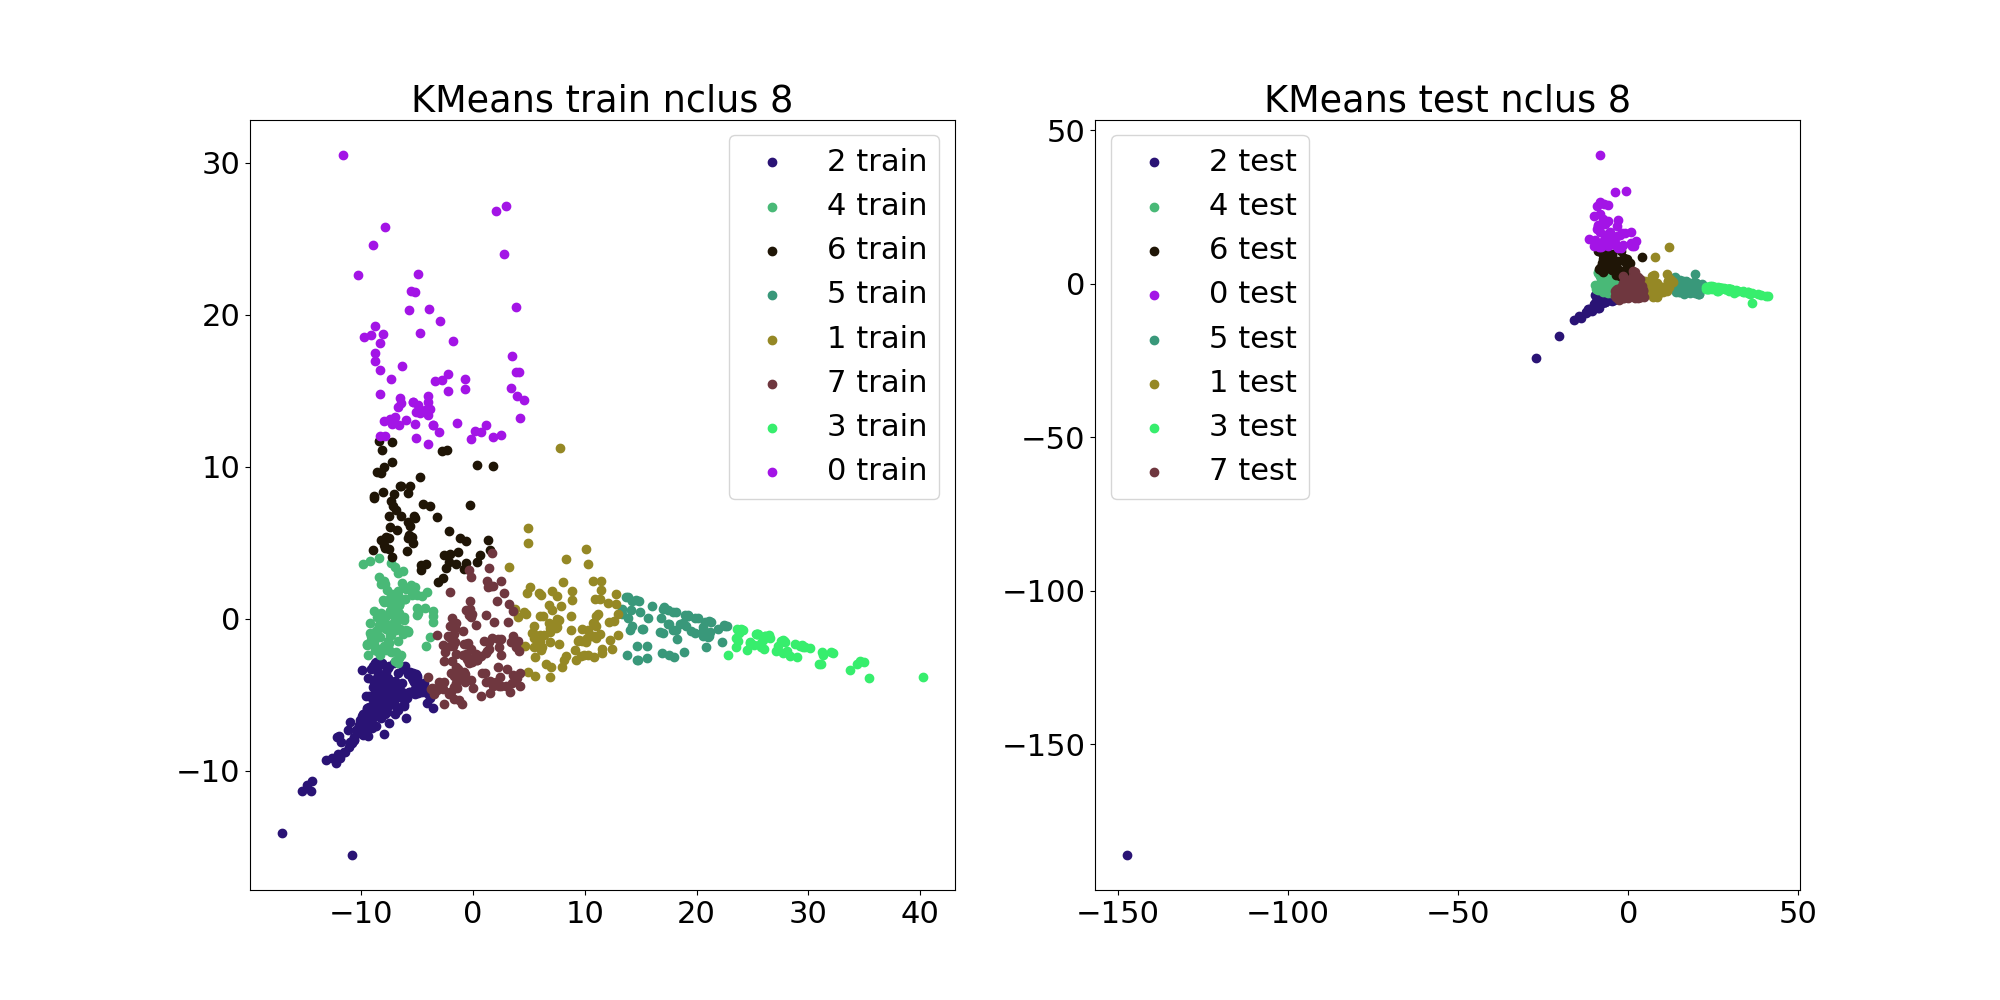 KMeans train nclus 8
30
20
10
0
−10
−10 0 10 20 30 40
2 train
4 train
6 train
5 train
1 train
7 train
3 train
0 train
KMeans test nclus 8
50
0
−50
−100
−150
−150 −100 −50 0 50
2 test
4 test
6 test
0 test
5 test
1 test
3 test
7 test